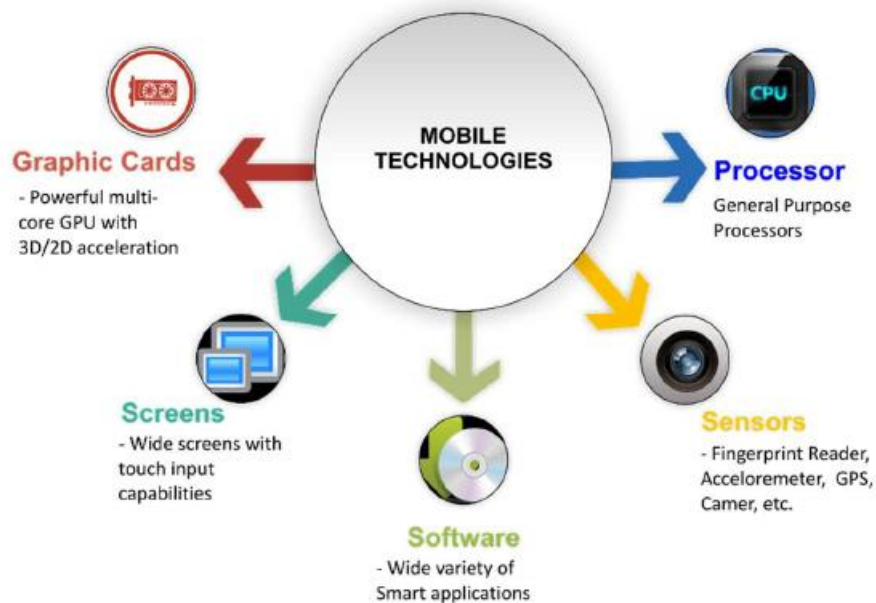 MOBILE
TECHNOLOGIES
Graphic Cards
- Powerful multi-
core GPU with
3D/2D acceleration
CPU
Processor
General Purpose
Processors
Screens
- Wide screens with
touch input
capabilities
Sensors
- Fingerprint Reader,
Acceloremeter, GPS,
Camer, etc.
Software
- Wide variety of
Smart applications